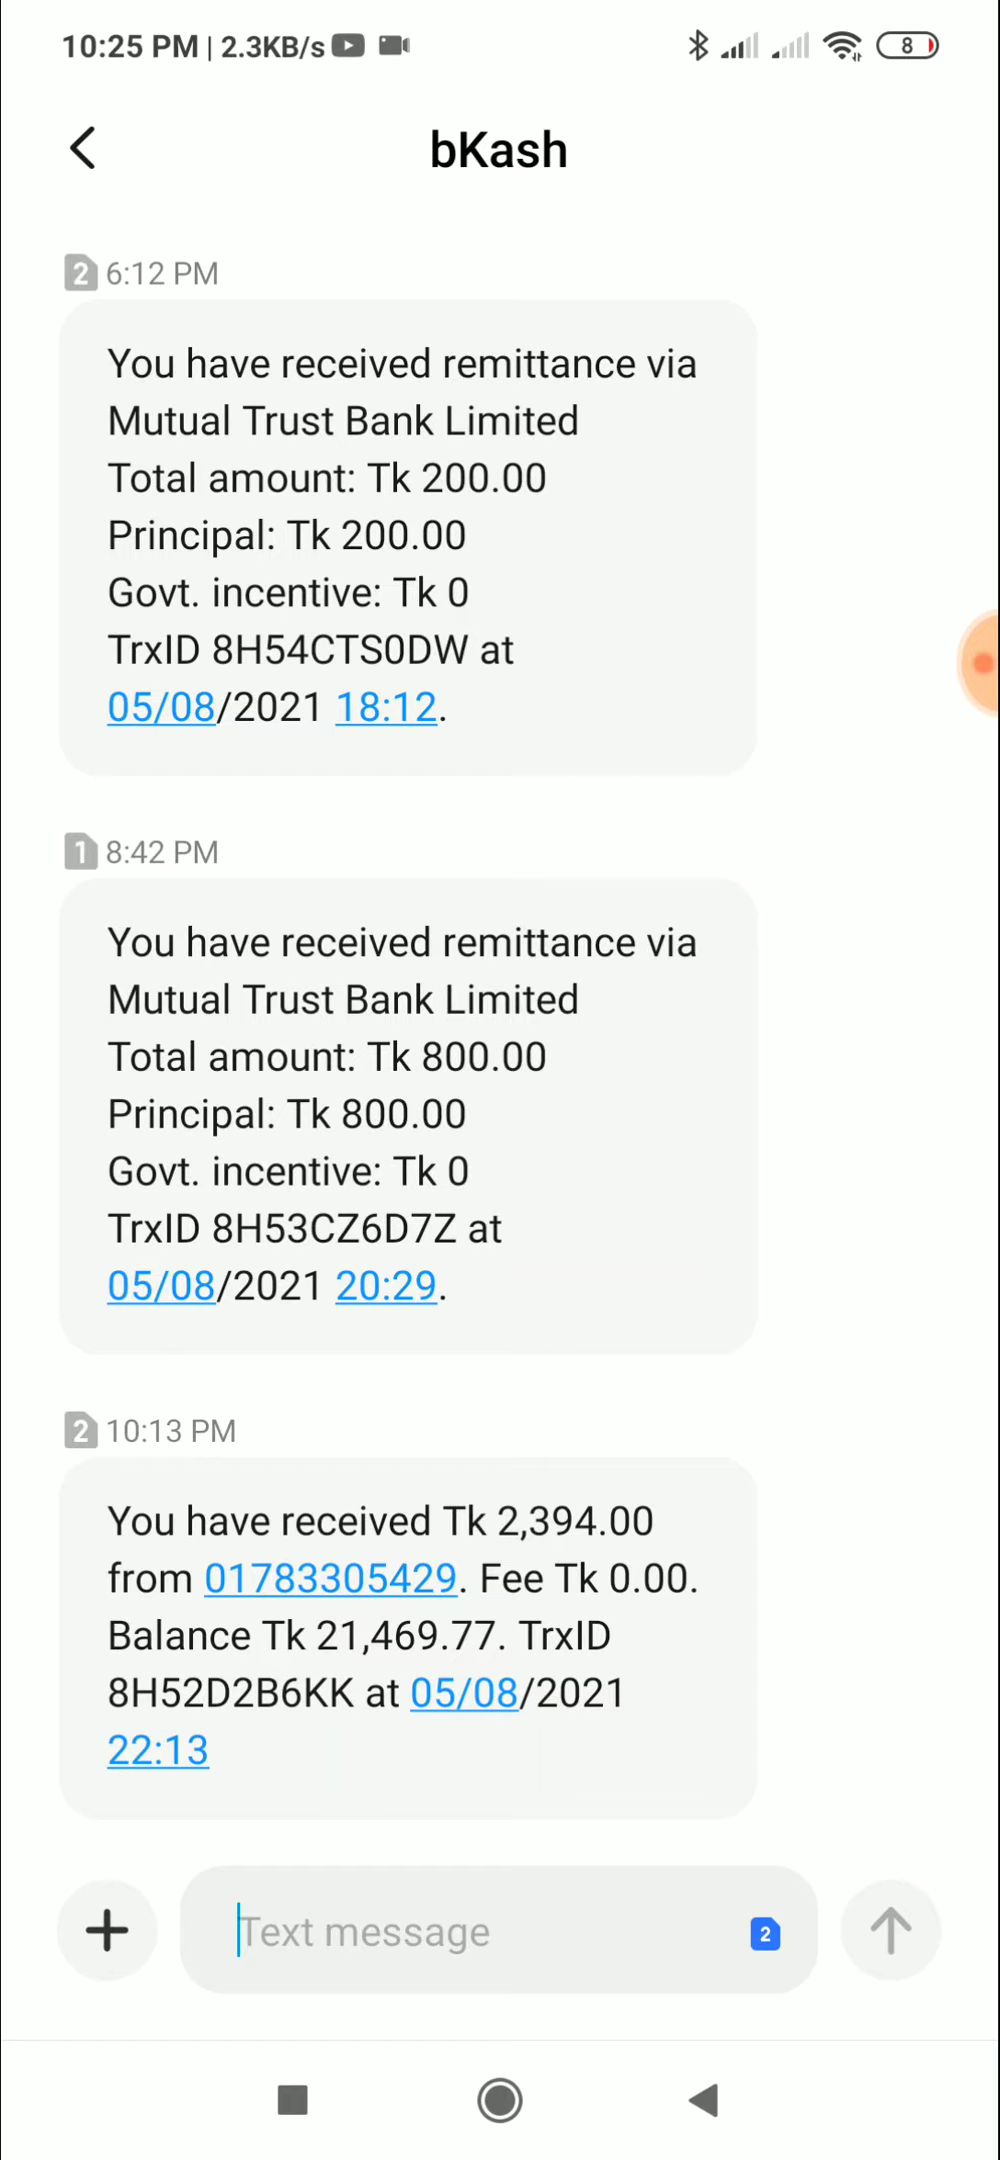 10:25 PM | 2.3KB/s
8
bKash
2 6:12 PM
You have received remittance via
Mutual Trust Bank Limited
Total amount: Tk 200.00
Principal: Tk 200.00
Govt. incentive: Tk 0
TrxID 8H54CTS0DW at
05/08/2021 18:12.
1 8:42 PM
You have received remittance via
Mutual Trust Bank Limited
Total amount: Tk 800.00
Principal: Tk 800.00
Govt. incentive: Tk 0
TrxID 8H53CZ6D7Z at
05/08/2021 20:29.
2 10:13 PM
You have received Tk 2,394.00
from 01783305429. Fee Tk 0.00.
Balance Tk 21,469.77. TrxID
8H52D2B6KK at 05/08/2021
22:13
Text message
2